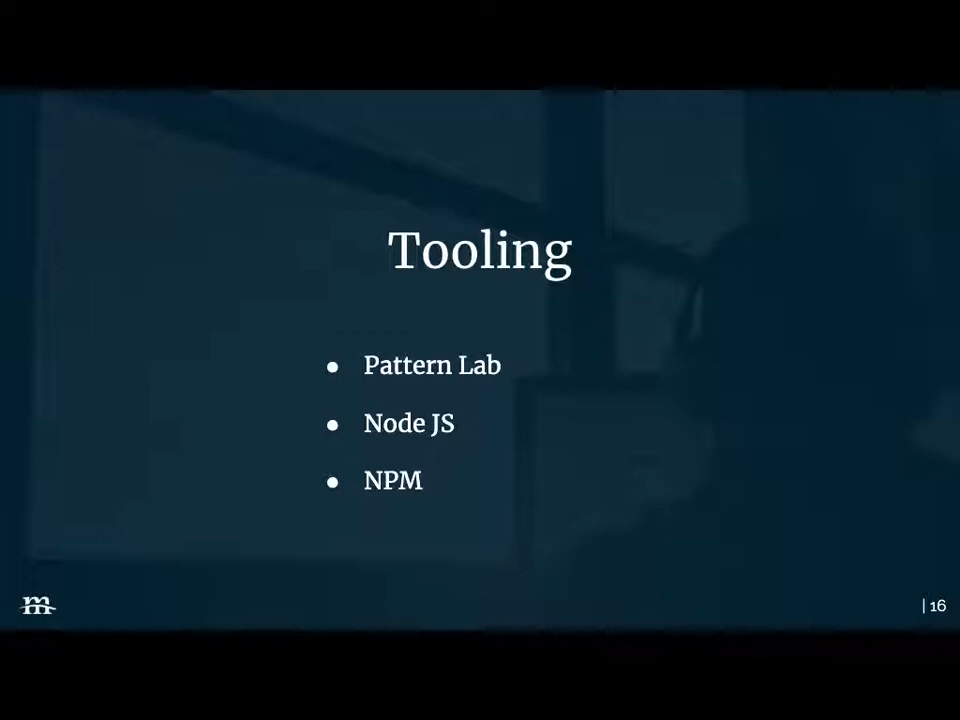 Tooling
● Pattern Lab
● Node JS
● NPM
m
| 16